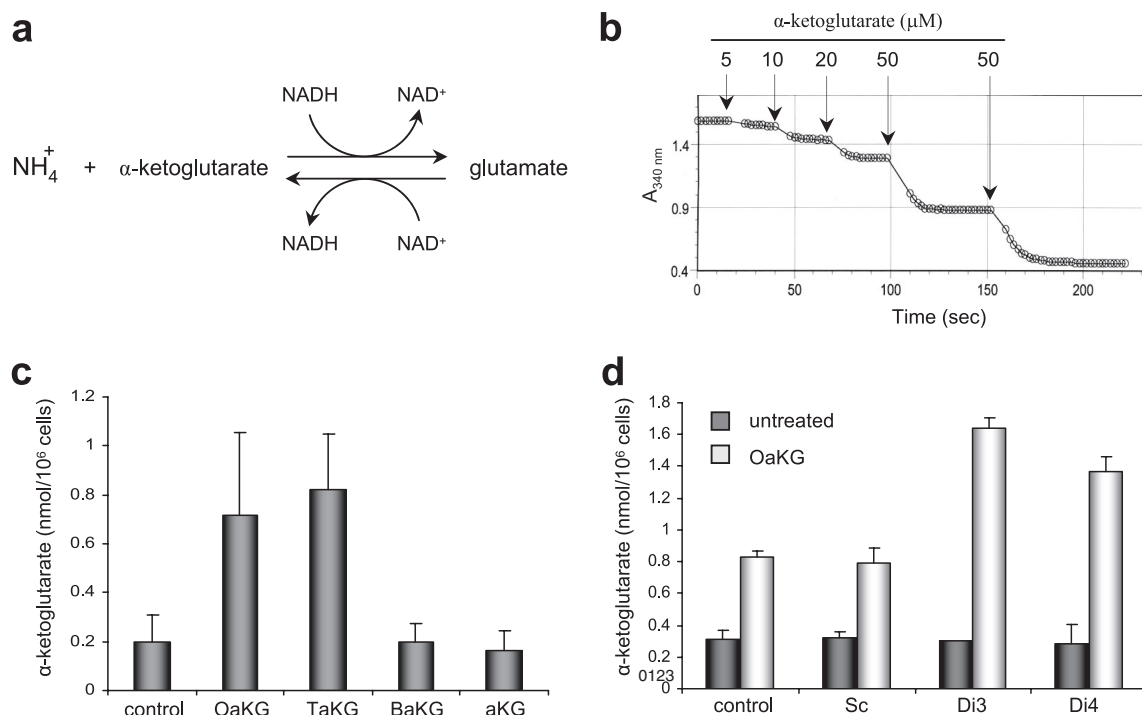 a
NADH NAD+
NH4+ + α-ketoglutarate glutamate
NADH NAD+
b
α-ketoglutarate (μM)
5 10 20 50 50
1.4
0.9
0.4
A340 nm
0 50 100 150 200
Time (sec)
c
α-ketoglutarate (nmol/10⁶ cells)
1.2
1
0.8
0.6
0.4
0.2
0
control OaKG TaKG BaKG aKG
d
α-ketoglutarate (nmol/10⁶ cells)
1.8
1.6
1.4
1.2
1
0.8
0.6
0.4
0.2
0123
0
untreated
OaKG
control Sc Di3 Di4